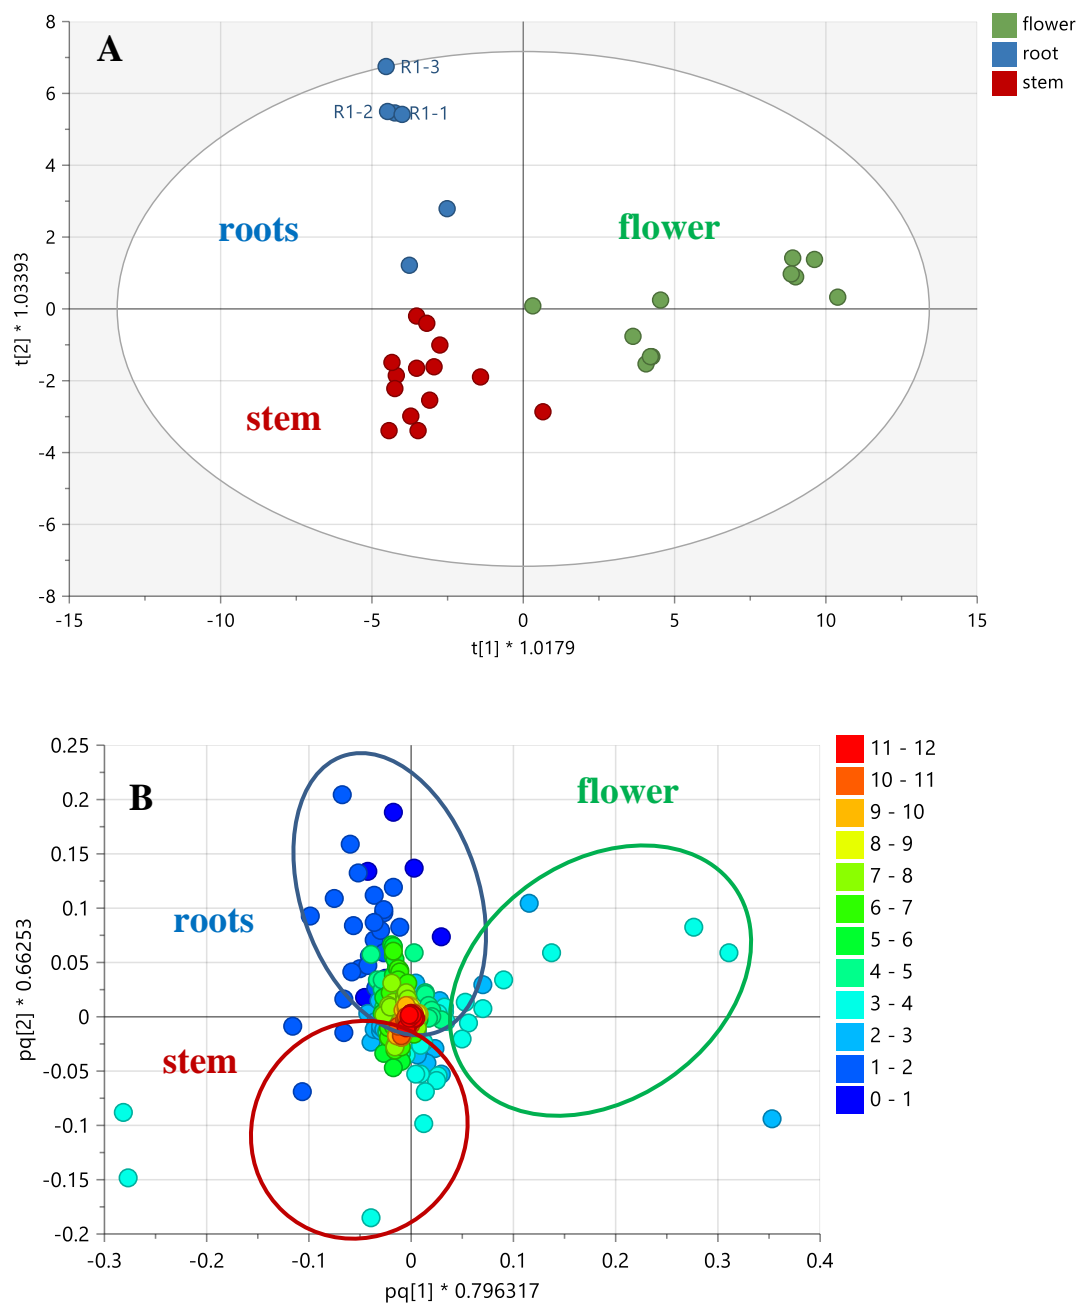 A
flower
root
stem
R1-3
R1-2
R1-1
roots
flower
stem
8
6
4
2
0
-2
-4
-6
-8
t[2] * 1.03393
-15
-10
-5
0
5
10
15
t[1] * 1.0179
B
flower
roots
stem
11 - 12
10 - 11
9 - 10
8 - 9
7 - 8
6 - 7
5 - 6
4 - 5
3 - 4
2 - 3
1 - 2
0 - 1
0.25
0.2
0.15
0.1
0.05
0
-0.05
-0.1
-0.15
-0.2
pq[2] * 0.66253
-0.3
-0.2
-0.1
0
0.1
0.2
0.3
0.4
pq[1] * 0.796317